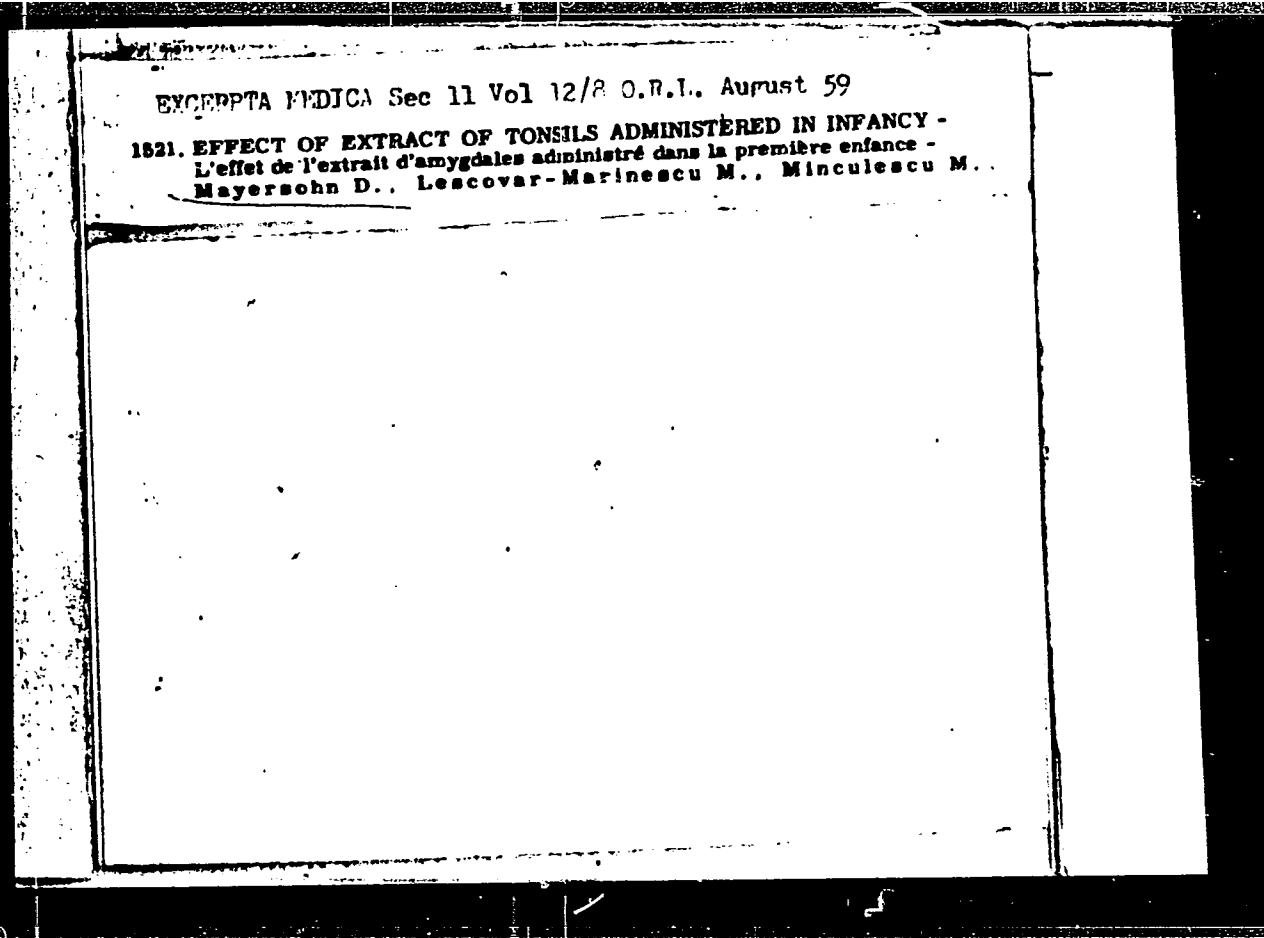 EXCERPTA MEDICA Sec 11 Vol 12/8 O.R.L. August 59
1521. EFFECT OF EXTRACT OF TONSILS ADMINISTERED IN INFANCY -
L'effet de l'extrait d'amygdales administré dans la première enfance -
Mayersohn D., Lescovar-Marinescu M., Minculescu M..